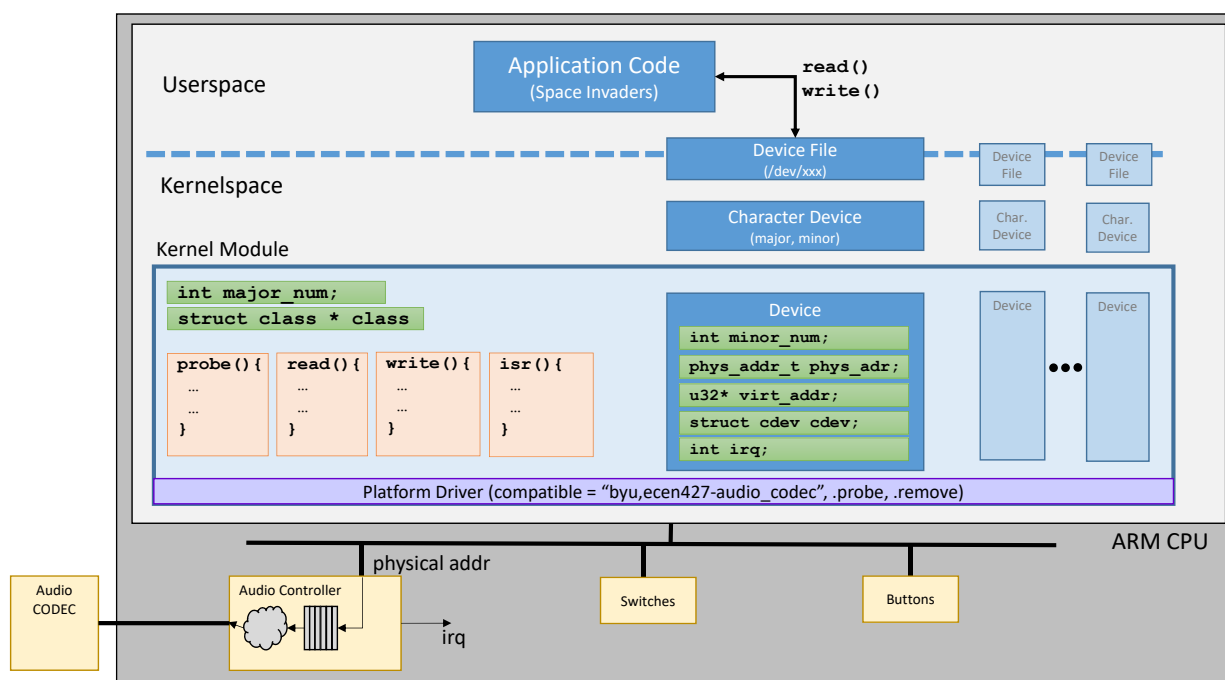 Userspace
Application Code
(Space Invaders)
read()
write()
Device File
(/dev/xxx)
Device
File
Device
File
Kernelspace
Character Device
(major, minor)
Char.
Device
Char.
Device
Kernel Module
int major_num;
struct class * class
probe(){
…
…
}
read(){
…
…
}
write(){
…
…
}
isr(){
…
…
}
Device
int minor_num;
phys_addr_t phys_adr;
u32* virt_addr;
struct cdev cdev;
int irq;
Device
Device
Platform Driver (compatible = “byu,ecen427-audio_codec”, .probe, .remove)
ARM CPU
physical addr
Audio
CODEC
Audio Controller
irq
Switches
Buttons